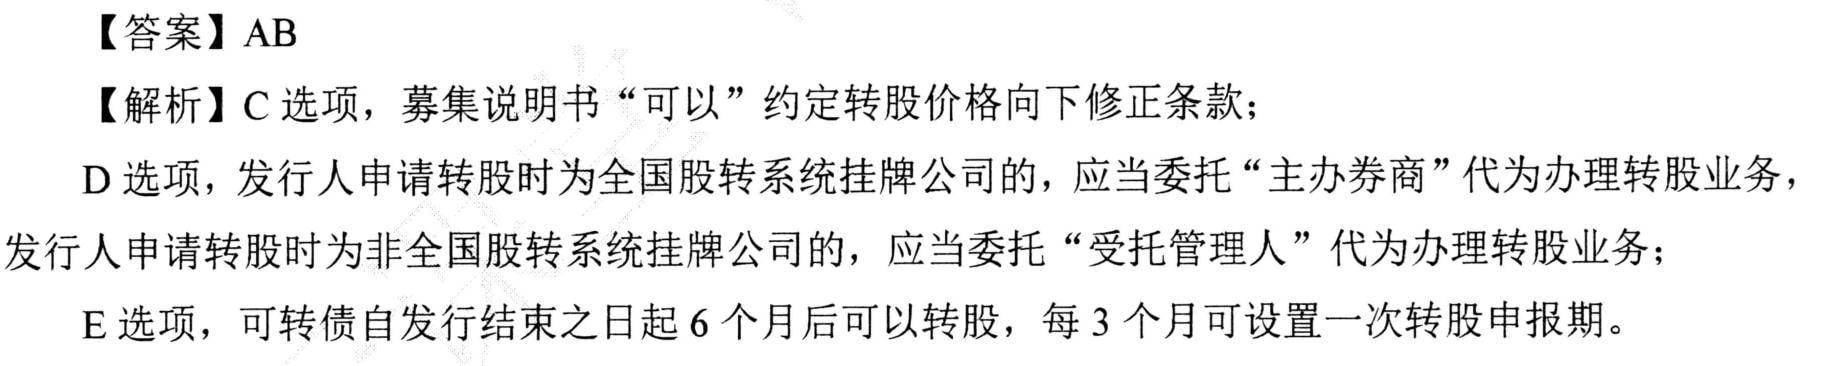 【答案】AB
【解析】C 选项，募集说明书“可以”约定转股价格向下修正条款；
D 选项，发行人申请转股时为全国股转系统挂牌公司的，应当委托“主办券商”代为办理转股业务，
发行人申请转股时为非全国股转系统挂牌公司的，应当委托“受托管理人”代为办理转股业务；
E 选项，可转债自发行结束之日起 6 个月后可以转股，每 3 个月可设置一次转股申报期。